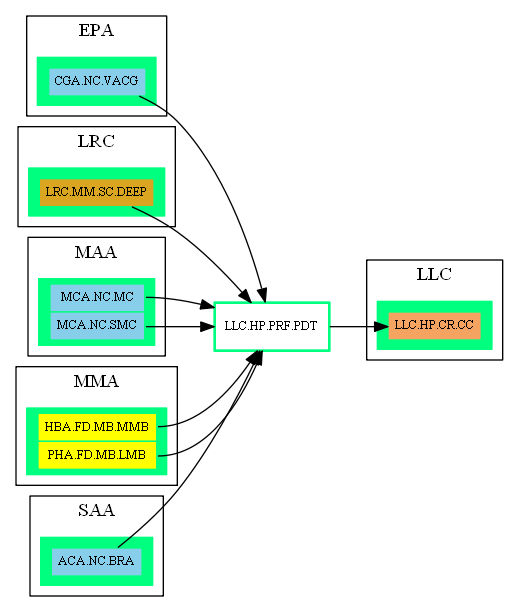 EPA
CGA.NC.VACG
LRC
LRC.MM.SC.DEEP
MAA
MCA.NC.MC
MCA.NC.SMC
MMA
HBA.FD.MB.MMB
PHA.FD.MB.LMB
SAA
ACA.NC.BRA
LLC.HP.PRF.PDT
LLC
LLC.HP.CR.CC